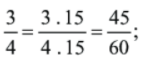 3/4 = 3 . 15/4 . 15 = 45/60;